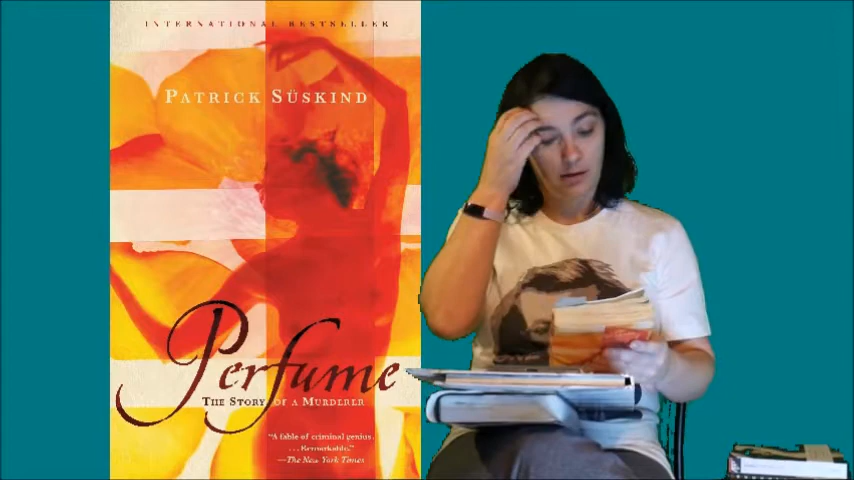 INTERNATIONAL BESTSELLER
PATRICK SÜSKIND
Perfume
THE STORY OF A MURDERER
"A fable of criminal genius.
. . . Remarkable."
—The New York Times